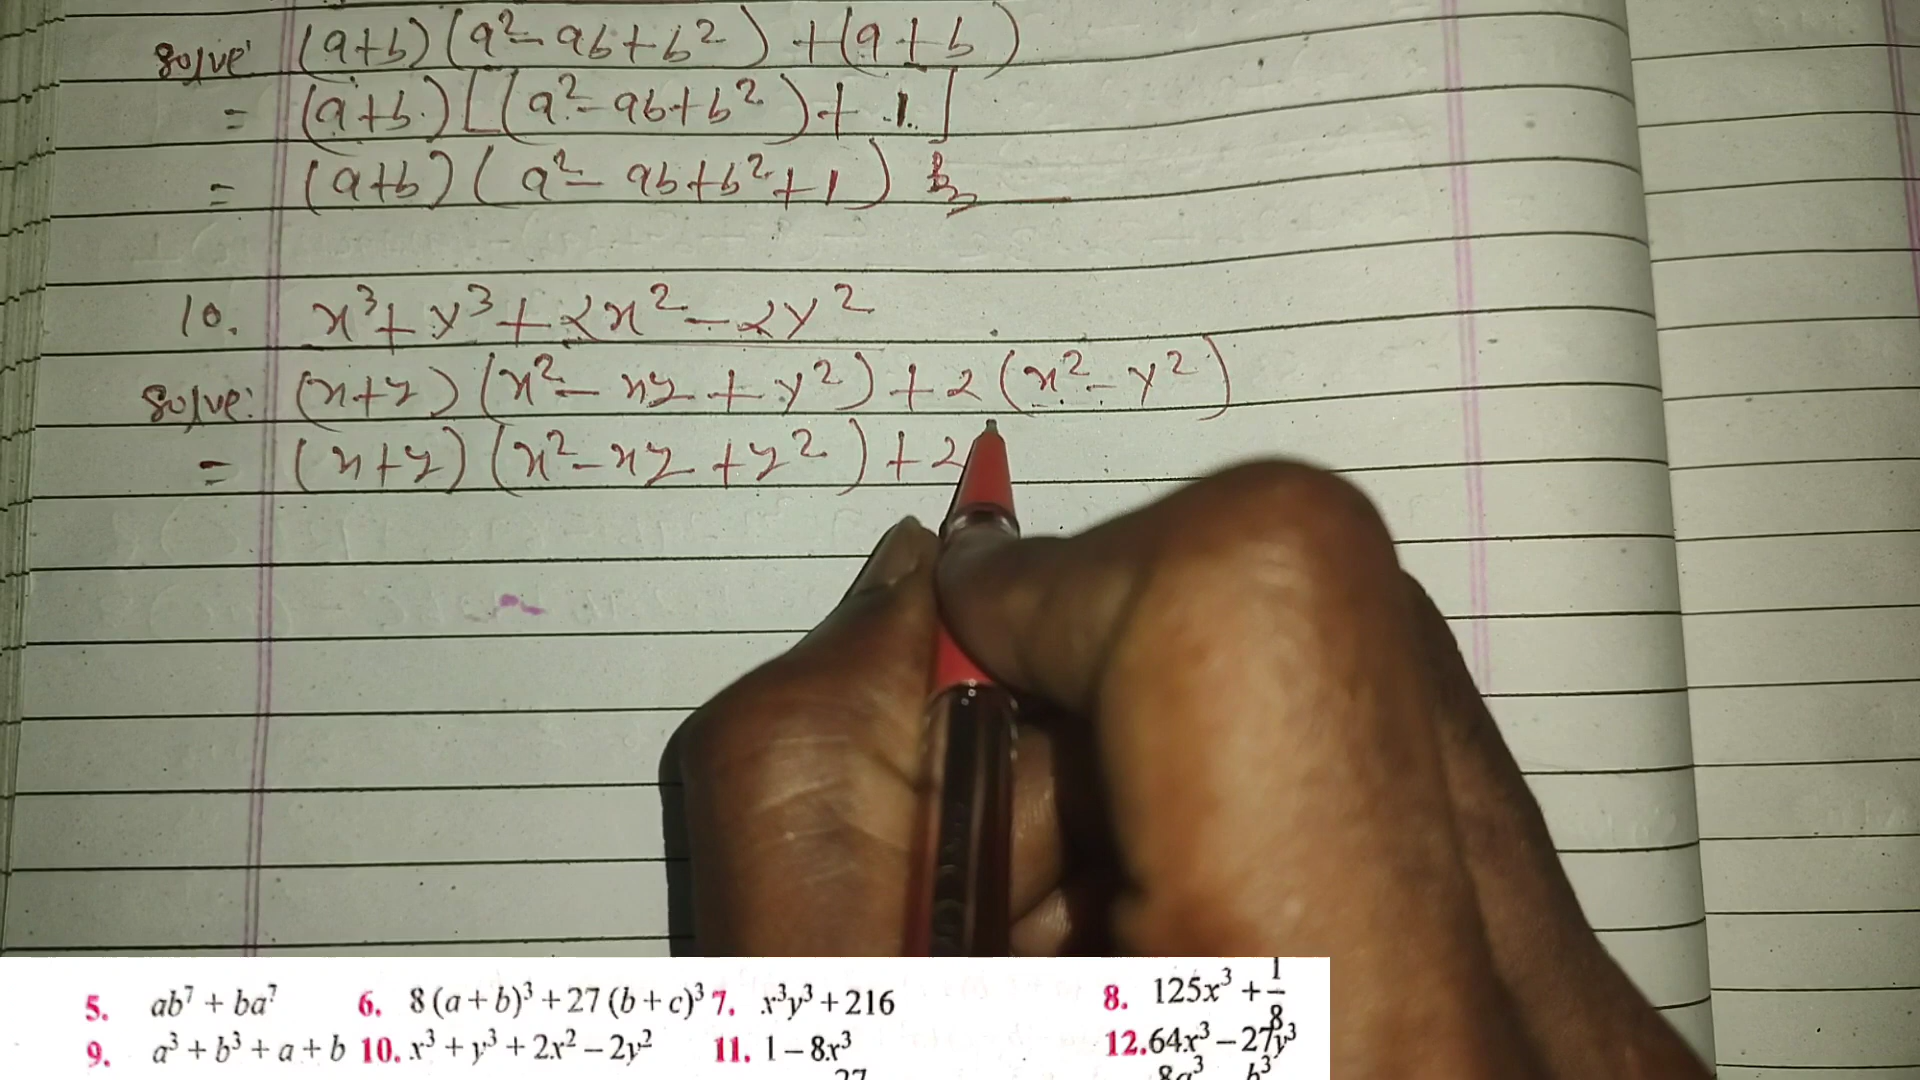 solve: (a+b)(a²-ab+b²)+(a+b)
= (a+b)[(a²-ab+b²)+1]
= (a+b)(a²-ab+b²+1)
10. x³+y³+2x²-2y²
solve: (x+y)(x²-xy+y²)+2(x²-y²)
= (x+y)(x²-xy+y²)+2
5. ab⁷ + ba⁷ 6. 8(a+b)³+27(b+c)³ 7. x³y³+216 8. 125x³+1/8
9. a³+b³+a+b 10. x³+y³+2x²-2y² 11. 1-8x³ 12. 64x³-27y³
27 8a³ b³